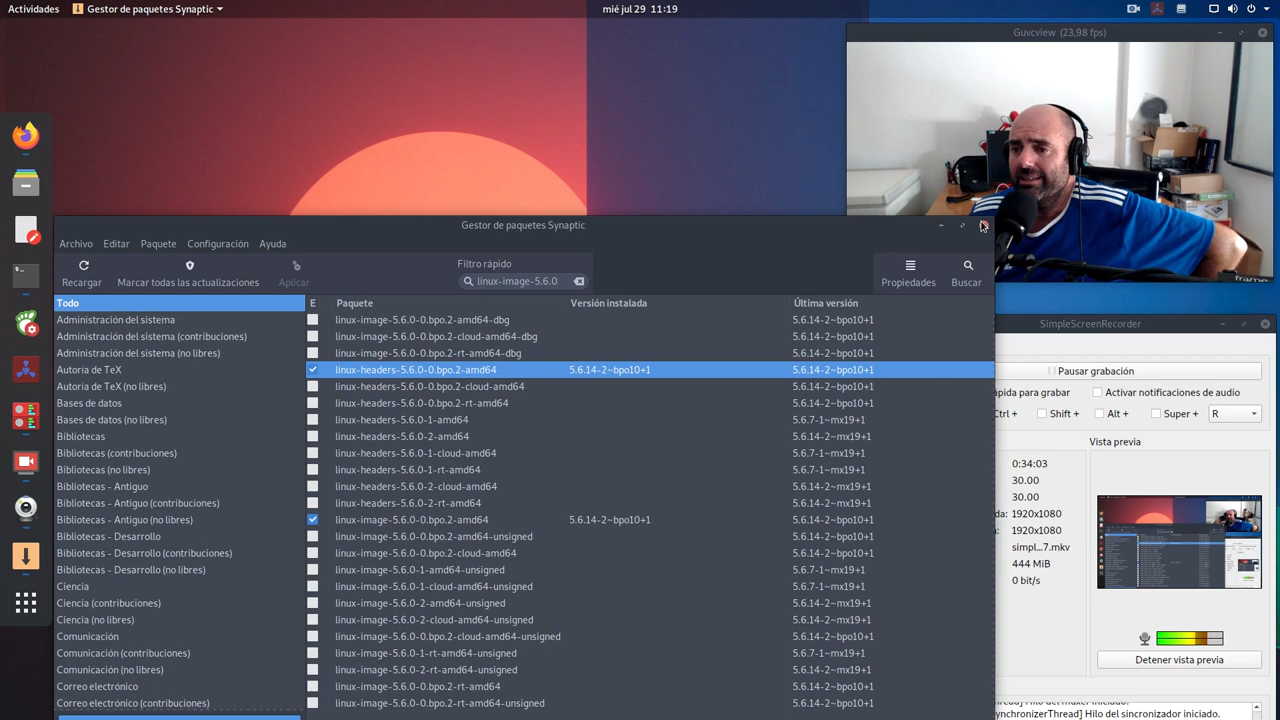 Actividades Gestor de paquetes Synaptic mié jul 29 11:19
Guvcview (23,98 fps)
frame
Gestor de paquetes Synaptic
Archivo Editar Paquete Configuración Ayuda
Filtro rápido
Recargar Marcar todas las actualizaciones Aplicar linux-image-5.6.0 Propiedades Buscar
Todo E Paquete Versión instalada Última versión
Administración del sistema linux-image-5.6.0-0.bpo.2-amd64-dbg 5.6.14-2~bpo10+1
Administración del sistema (contribuciones) linux-image-5.6.0-0.bpo.2-cloud-amd64-dbg 5.6.14-2~bpo10+1
Administración del sistema (no libres) linux-image-5.6.0-0.bpo.2-rt-amd64-dbg 5.6.14-2~bpo10+1
Autoría de TeX linux-headers-5.6.0-0.bpo.2-amd64 5.6.14-2~bpo10+1 5.6.14-2~bpo10+1
Autoría de TeX (no libres) linux-headers-5.6.0-0.bpo.2-cloud-amd64 5.6.14-2~bpo10+1
Bases de datos linux-headers-5.6.0-0.bpo.2-rt-amd64 5.6.14-2~bpo10+1
Bases de datos (no libres) linux-headers-5.6.0-1-amd64 5.6.7-1~mx19+1
Bibliotecas linux-headers-5.6.0-2-amd64 5.6.14-2~mx19+1
Bibliotecas (contribuciones) linux-headers-5.6.0-1-cloud-amd64 5.6.7-1~mx19+1
Bibliotecas (no libres) linux-headers-5.6.0-1-rt-amd64 5.6.7-1~mx19+1
Bibliotecas - Antiguo linux-headers-5.6.0-2-cloud-amd64 5.6.14-2~mx19+1
Bibliotecas - Antiguo (contribuciones) linux-headers-5.6.0-2-rt-amd64 5.6.14-2~mx19+1
Bibliotecas - Antiguo (no libres) linux-image-5.6.0-0.bpo.2-amd64 5.6.14-2~bpo10+1 5.6.14-2~bpo10+1
Bibliotecas - Desarrollo linux-image-5.6.0-0.bpo.2-amd64-unsigned 5.6.14-2~bpo10+1
Bibliotecas - Desarrollo (contribuciones) linux-image-5.6.0-0.bpo.2-cloud-amd64 5.6.14-2~bpo10+1
Bibliotecas - Desarrollo (no libres) linux-image-5.6.0-1-amd64-unsigned 5.6.7-1~mx19+1
Ciencia linux-image-5.6.0-1-cloud-amd64-unsigned 5.6.7-1~mx19+1
Ciencia (contribuciones) linux-image-5.6.0-2-amd64-unsigned 5.6.14-2~mx19+1
Ciencia (no libres) linux-image-5.6.0-2-cloud-amd64-unsigned 5.6.14-2~mx19+1
Comunicación linux-image-5.6.0-0.bpo.2-cloud-amd64-unsigned 5.6.14-2~bpo10+1
Comunicación (contribuciones) linux-image-5.6.0-1-rt-amd64-unsigned 5.6.7-1~mx19+1
Comunicación (no libres) linux-image-5.6.0-2-rt-amd64-unsigned 5.6.14-2~mx19+1
Correo electrónico linux-image-5.6.0-0.bpo.2-rt-amd64 5.6.14-2~bpo10+1
Correo electrónico (contribuciones) linux-image-5.6.0-0.bpo.2-rt-amd64-unsigned 5.6.14-2~bpo10+1
SimpleScreenRecorder
Pausar grabación
ápida para grabar Activar notificaciones de audio
Ctrl + Shift + Alt + Super + R
Vista previa
0:34:03
30.00
30.00
da: 1920x1080
a: 1920x1080
simpl...7.mkv
444 MiB
0 bit/s
Detener vista previa
ynchronizerThread] Hilo del sincronizador iniciado.